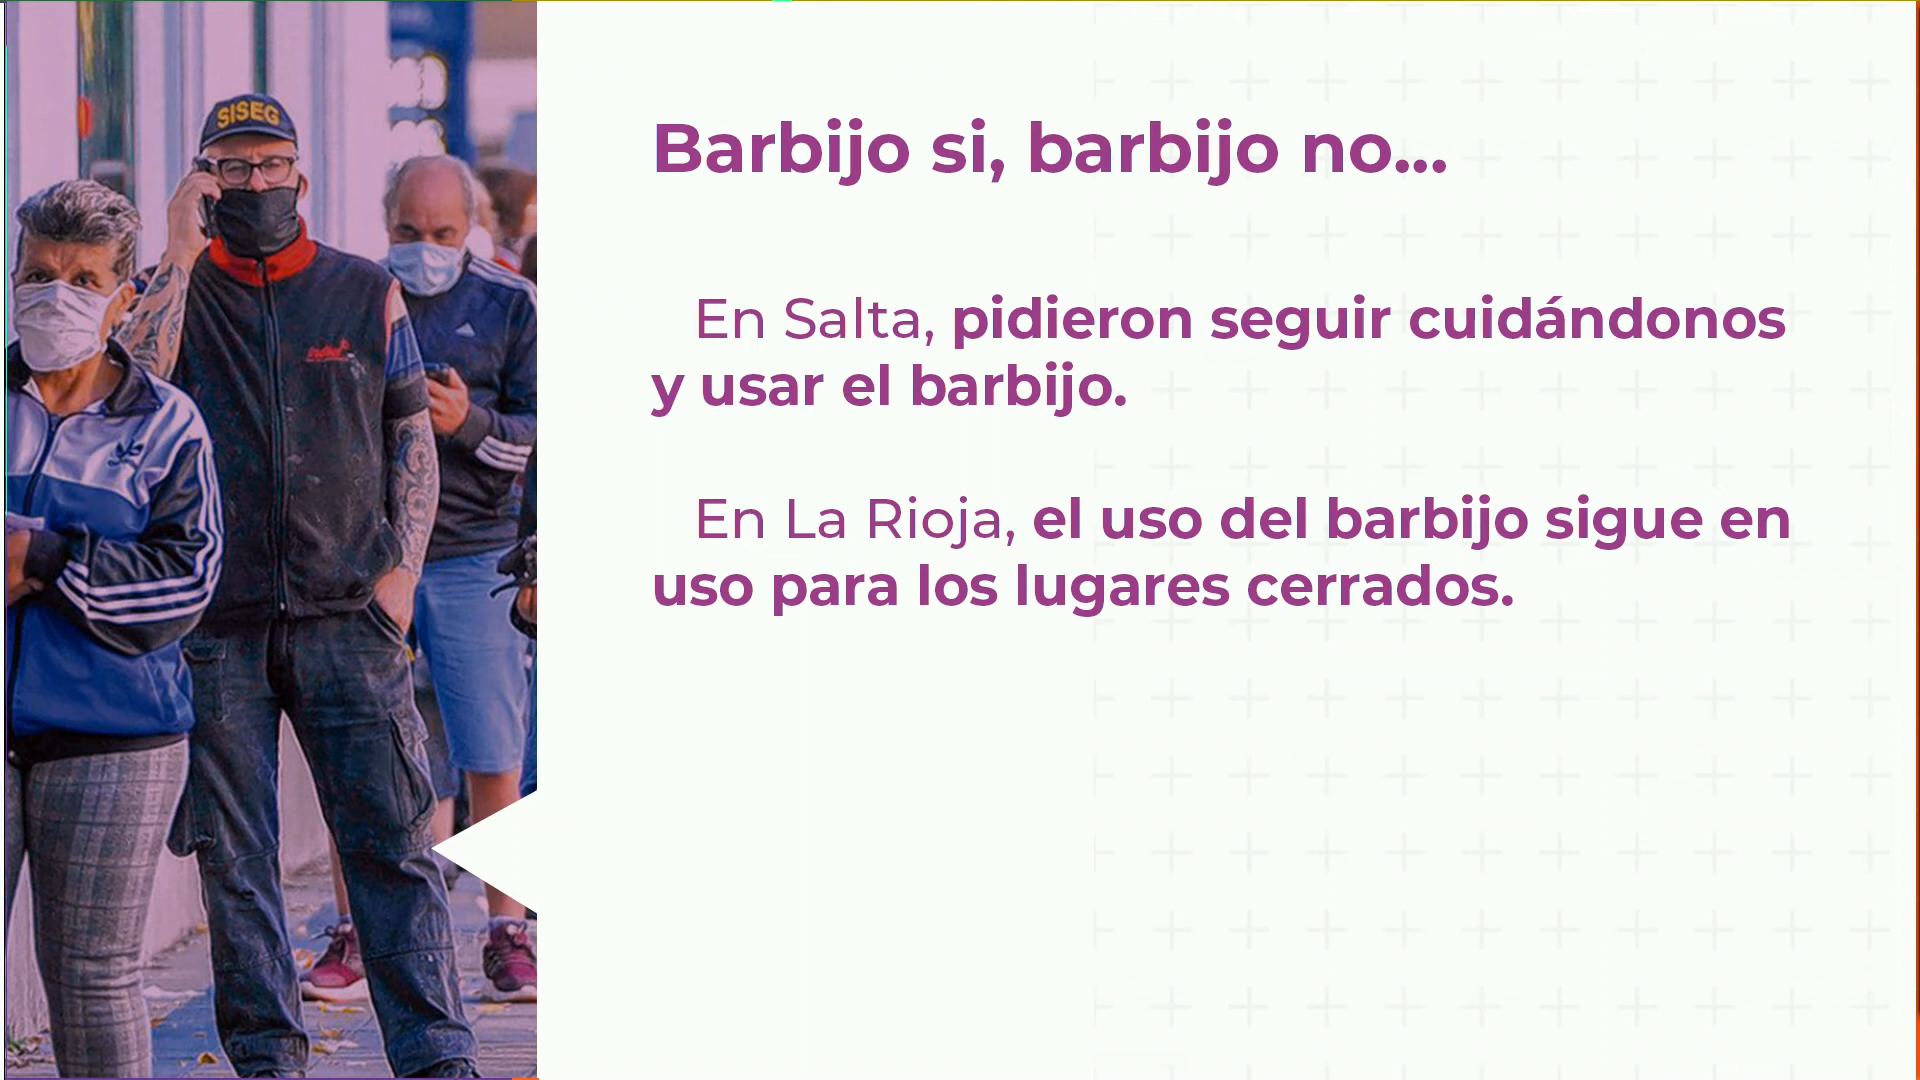 SISEG
Barbijo si, barbijo no...
En Salta, pidieron seguir cuidándonos
y usar el barbijo.
En La Rioja, el uso del barbijo sigue en
uso para los lugares cerrados.